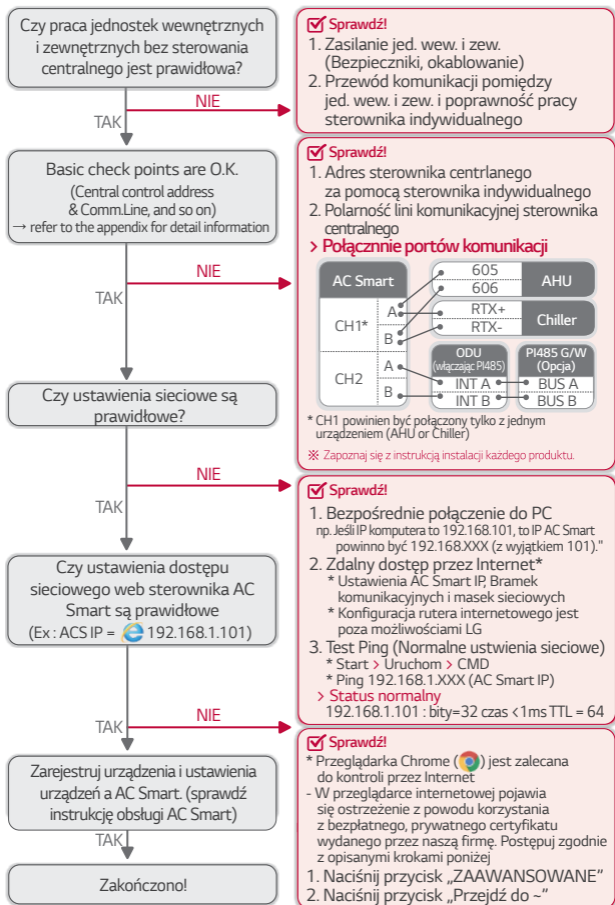 Czy praca jednostek wewnętrznych
i zewnętrznych bez sterowania
centralnego jest prawidłowa?
NIE
TAK
Sprawdź!
1. Zasilanie jed. wew. i zew.
(Bezpieczniki, okablowanie)
2. Przewód komunikacji pomiędzy
jed. wew. i zew. i poprawność pracy
sterownika indywidualnego
Basic check points are O.K.
(Central control address
& Comm.Line, and so on)
→ refer to the appendix for detail information
NIE
TAK
Sprawdź!
1. Adres sterownika centrlanego
za pomocą sterownika indywidualnego
2. Polarność lini komunikacyjnej sterownika
centralnego
> Połącznnie portów komunikacji
AC Smart
CH1*
A
B
CH2
A
B
605
606
AHU
RTX+
RTX-
Chiller
ODU
(włączając PI485)
INT A
INT B
PI485 G/W
(Opcja)
BUS A
BUS B
* CH1 powinien być połączony tylko z jednym
urządzeniem (AHU or Chiller)
※ Zapoznaj się z instrukcją instalacji każdego produktu.
Czy ustawienia sieciowe są
prawidłowe?
NIE
TAK
Sprawdź!
1. Bezpośrednie połączenie do PC
np. Jeśli IP komputera to 192.168.101, to IP AC Smart
powinno być 192.168.XXX (z wyjątkiem 101)."
2. Zdalny dostęp przez Internet*
* Ustawienia AC Smart IP, Bramek
komunikacyjnych i masek sieciowych
* Konfiguracja rutera internetowego jest
poza możliwościami LG
3. Test Ping (Normalne ustwienia sieciowe)
* Start > Uruchom > CMD
* Ping 192.168.1.XXX (AC Smart IP)
> Status normalny
192.168.1.101 : bity=32 czas <1ms TTL = 64
Czy ustawienia dostępu
sieciowego web sterownika AC
Smart są prawidłowe
(Ex : ACS IP = 192.168.1.101)
NIE
TAK
Sprawdź!
* Przeglądarka Chrome ( ) jest zalecana
do kontroli przez Internet
- W przeglądarce internetowej pojawia
się ostrzeżenie z powodu korzystania
z bezpłatnego, prywatnego certyfikatu
wydanego przez naszą firmę. Postępuj zgodnie
z opisanymi krokami poniżej
1. Naciśnij przycisk „ZAAWANSOWANE"
2. Naciśnij przycisk „Przejdź do ~"
Zarejestruj urządzenia i ustawienia
urządzeń a AC Smart. (sprawdź
instrukcję obsługi AC Smart)
TAK
Zakończono!